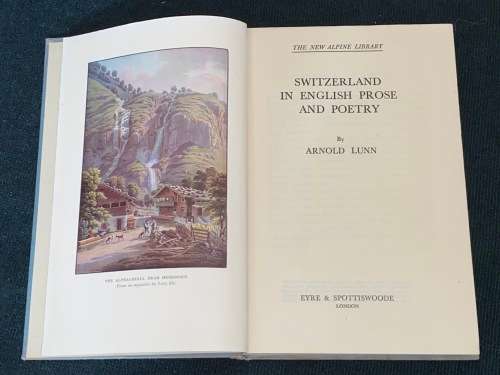 THE ALPBACHFALL NEAR MEIRINGEN
THE NEW ALPINE LIBRARY
SWITZERLAND
IN ENGLISH PROSE
AND POETRY
By
ARNOLD LUNN
EYRE & SPOTTISWOODE
LONDON